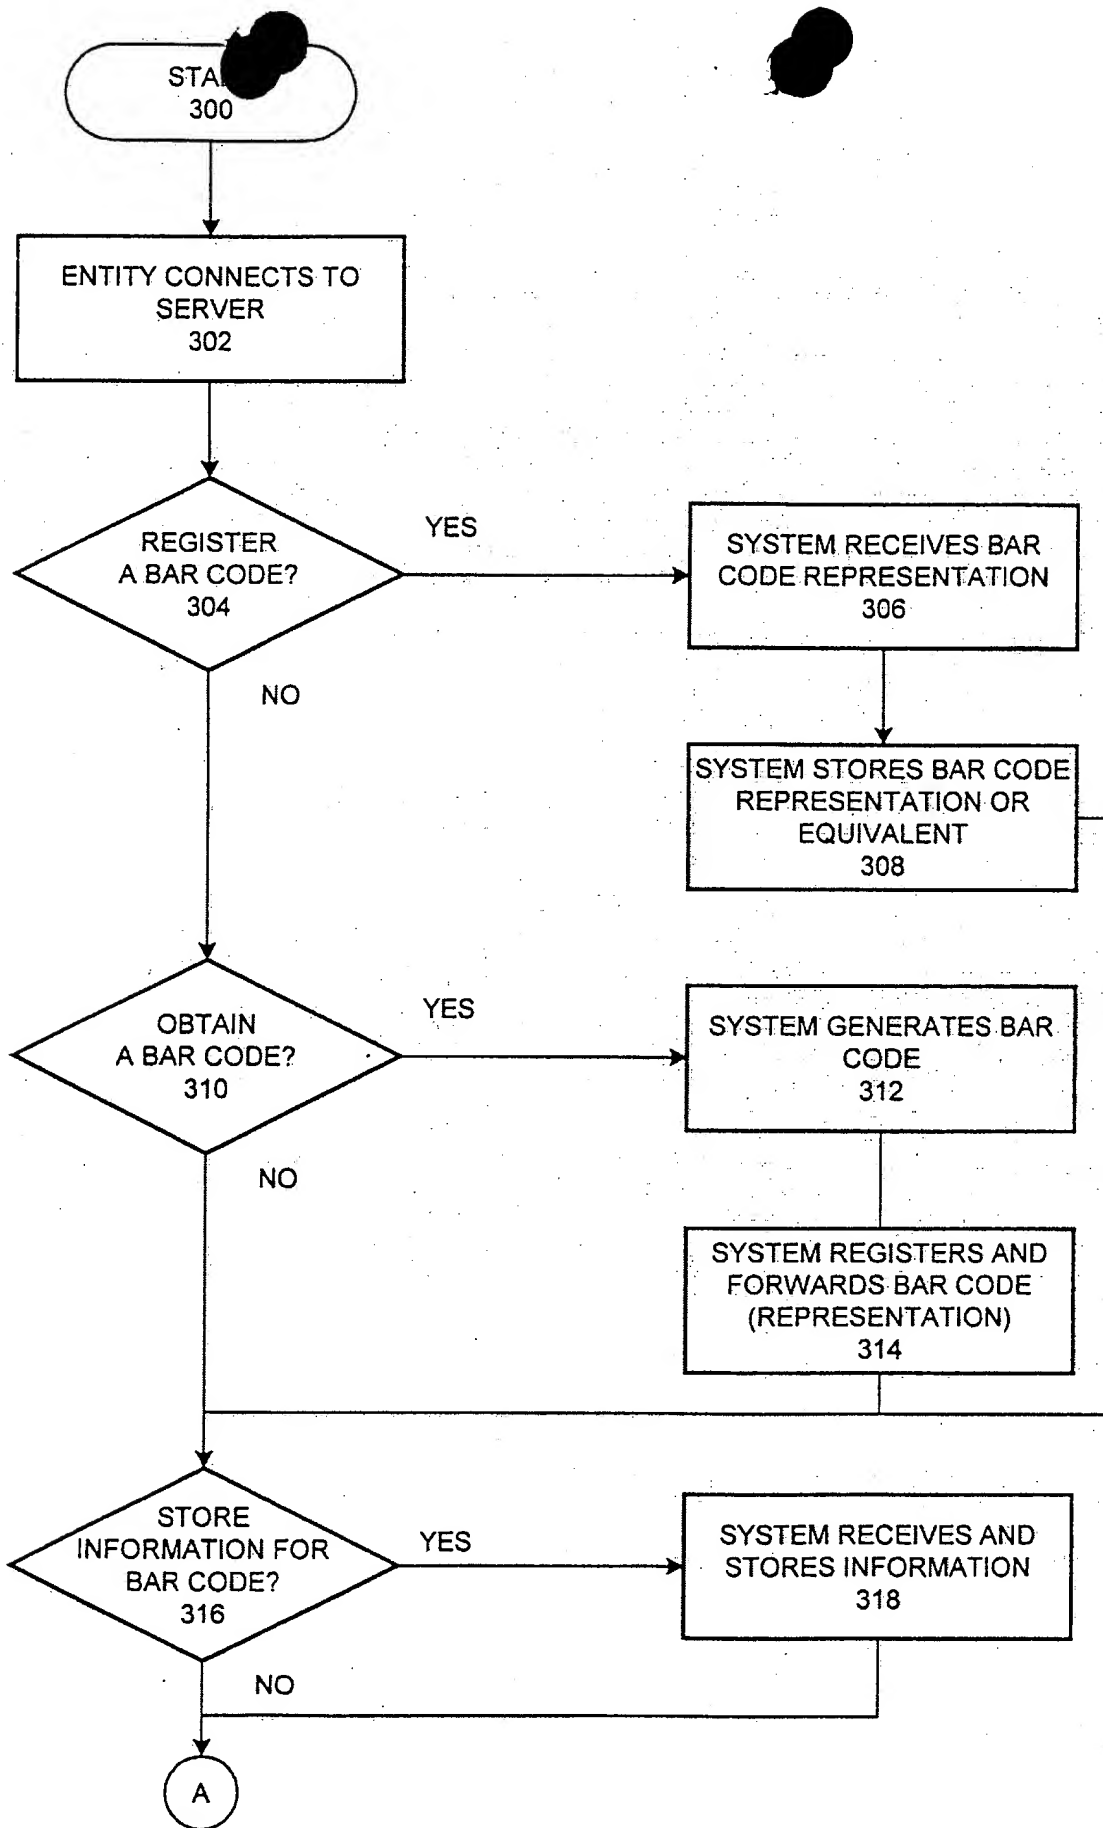 300
ENTITY CONNECTS TO
SERVER
302
REGISTER
A BAR CODE?
304
YES
NO
SYSTEM RECEIVES BAR
CODE REPRESENTATION
306
SYSTEM STORES BAR CODE
REPRESENTATION OR
EQUIVALENT
308
OBTAIN
A BAR CODE?
310
YES
NO
SYSTEM GENERATES BAR
CODE
312
SYSTEM REGISTERS AND
FORWARDS BAR CODE
(REPRESENTATION)
314
STORE
INFORMATION FOR
BAR CODE?
316
YES
NO
SYSTEM RECEIVES AND
STORES INFORMATION
318
A